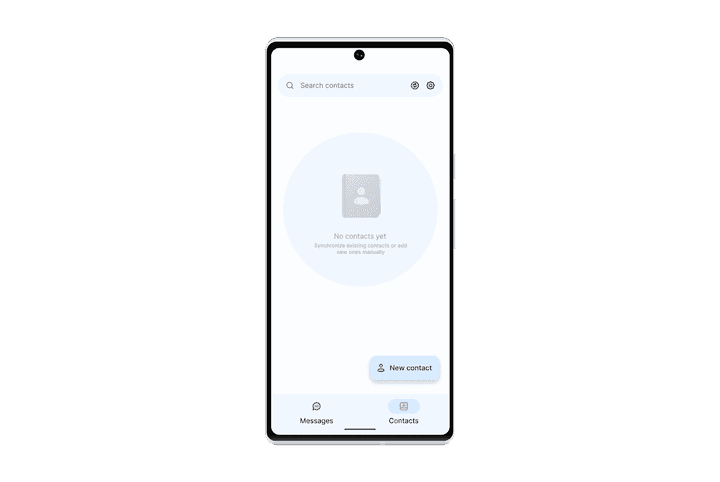 Search contacts
No contacts yet
Synchronize existing contacts or add
new ones manually
New contact
Messages
Contacts